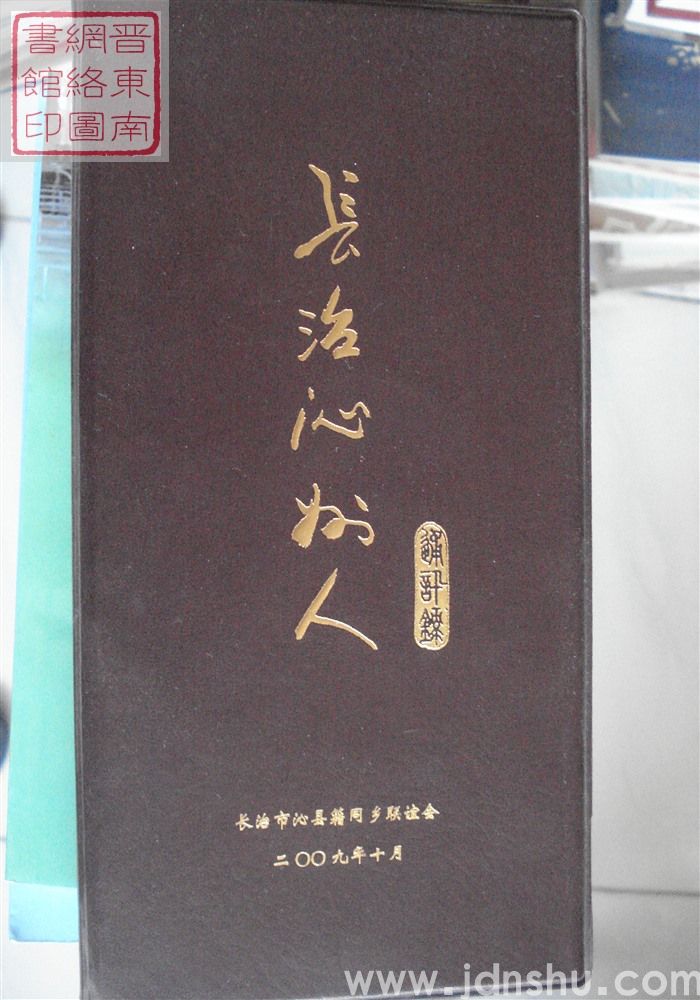 晋東南
網絡圖
書館印
長治沁州人
通訊錄
长治市沁县籍同乡联谊会
二〇〇九年十月
www.jdnshu.com